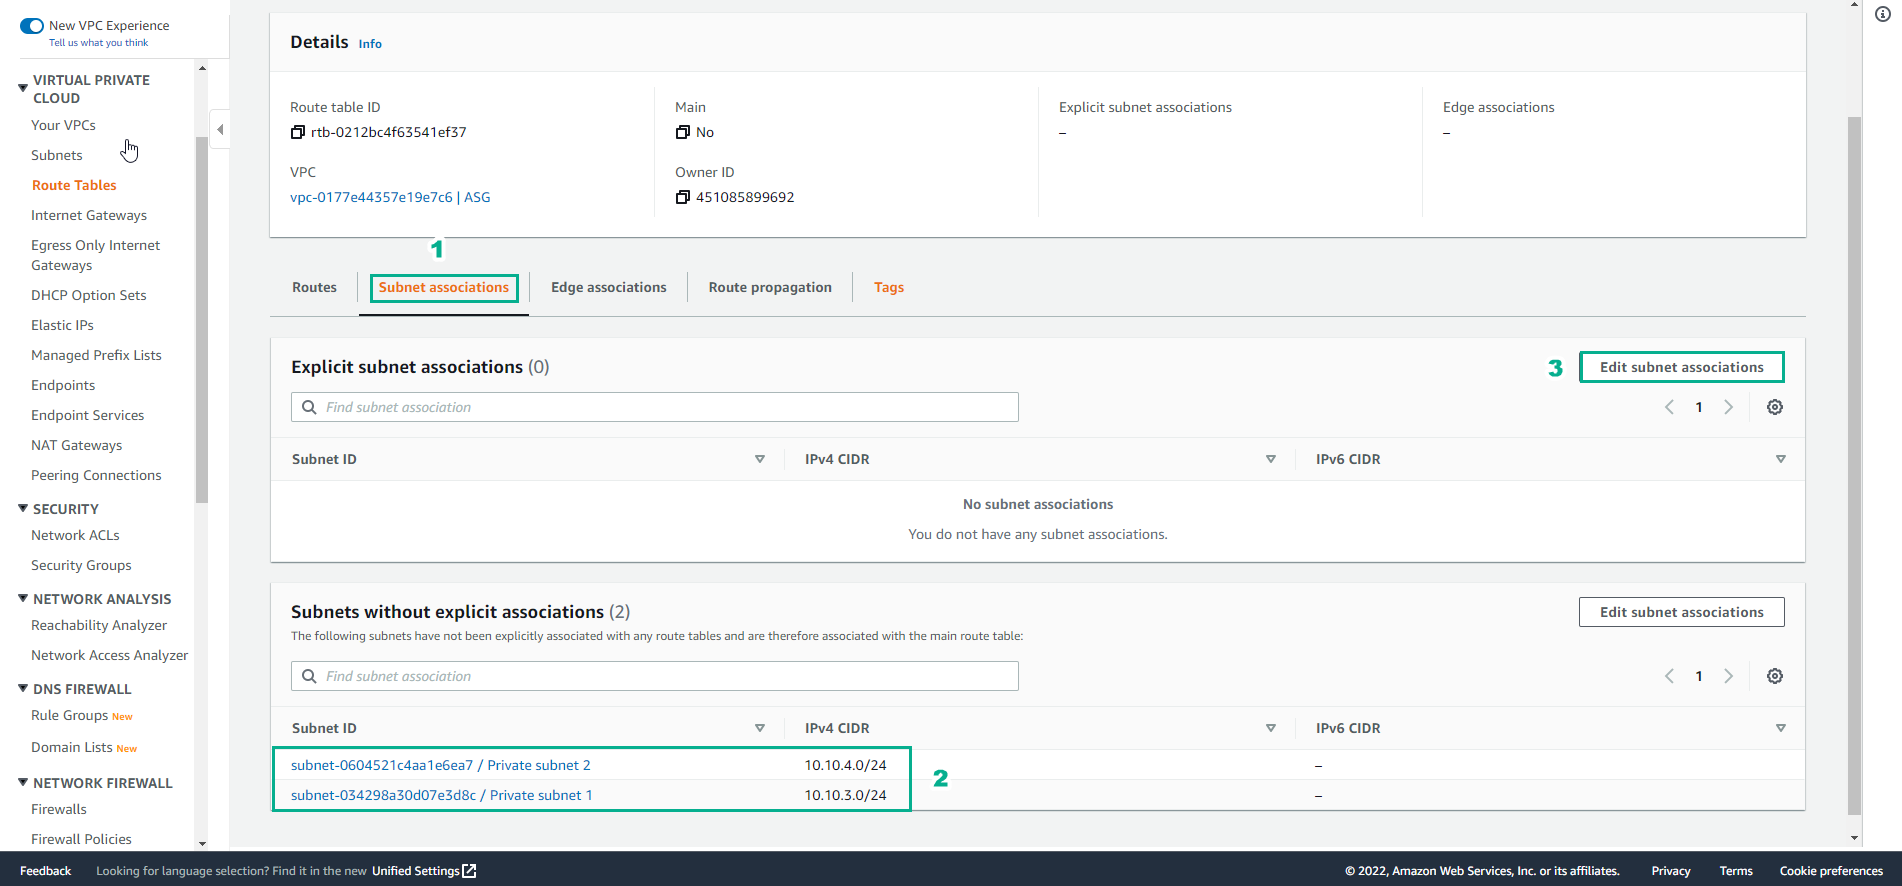 New VPC Experience
Tell us what you think
VIRTUAL PRIVATE
CLOUD
Your VPCs
Subnets
Route Tables
Internet Gateways
Egress Only Internet
Gateways
DHCP Option Sets
Elastic IPs
Managed Prefix Lists
Endpoints
Endpoint Services
NAT Gateways
Peering Connections
SECURITY
Network ACLs
Security Groups
NETWORK ANALYSIS
Reachability Analyzer
Network Access Analyzer
DNS FIREWALL
Rule Groups New
Domain Lists New
NETWORK FIREWALL
Firewalls
Firewall Policies
Details Info
Route table ID
rtb-0212bc4f63541ef37
Main
No
Explicit subnet associations
–
Edge associations
–
VPC
vpc-0177e44357e19e7c6 | ASG
Owner ID
451085899692
1
Routes Subnet associations Edge associations Route propagation Tags
Explicit subnet associations (0)
3 Edit subnet associations
Find subnet association
1
Subnet ID IPv4 CIDR IPv6 CIDR
No subnet associations
You do not have any subnet associations.
Subnets without explicit associations (2)
Edit subnet associations
The following subnets have not been explicitly associated with any route tables and are therefore associated with the main route table:
Find subnet association
1
Subnet ID IPv4 CIDR IPv6 CIDR
subnet-0604521c4aa1e6ea7 / Private subnet 2 10.10.4.0/24 –
2
subnet-034298a30d07e3d8c / Private subnet 1 10.10.3.0/24 –
Feedback Looking for language selection? Find it in the new Unified Settings © 2022, Amazon Web Services, Inc. or its affiliates. Privacy Terms Cookie preferences